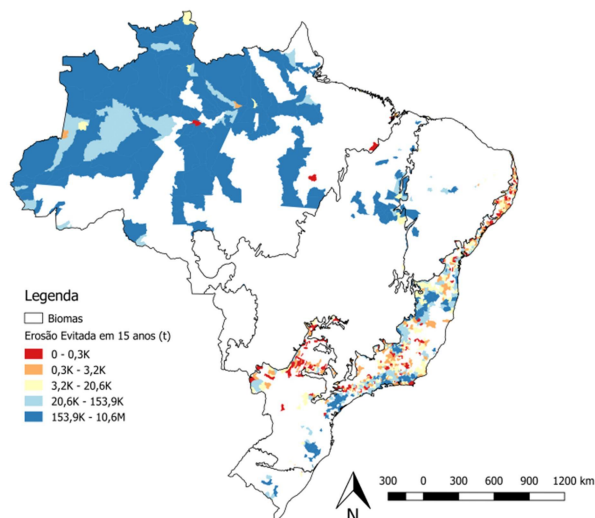 Legenda
Biomas
Erosão Evitada em 15 anos (t)
0 - 0,3K
0,3K - 3,2K
3,2K - 20,6K
20,6K - 153,9K
153,9K - 10,6M
300 0 300 600 900 1200 km
N